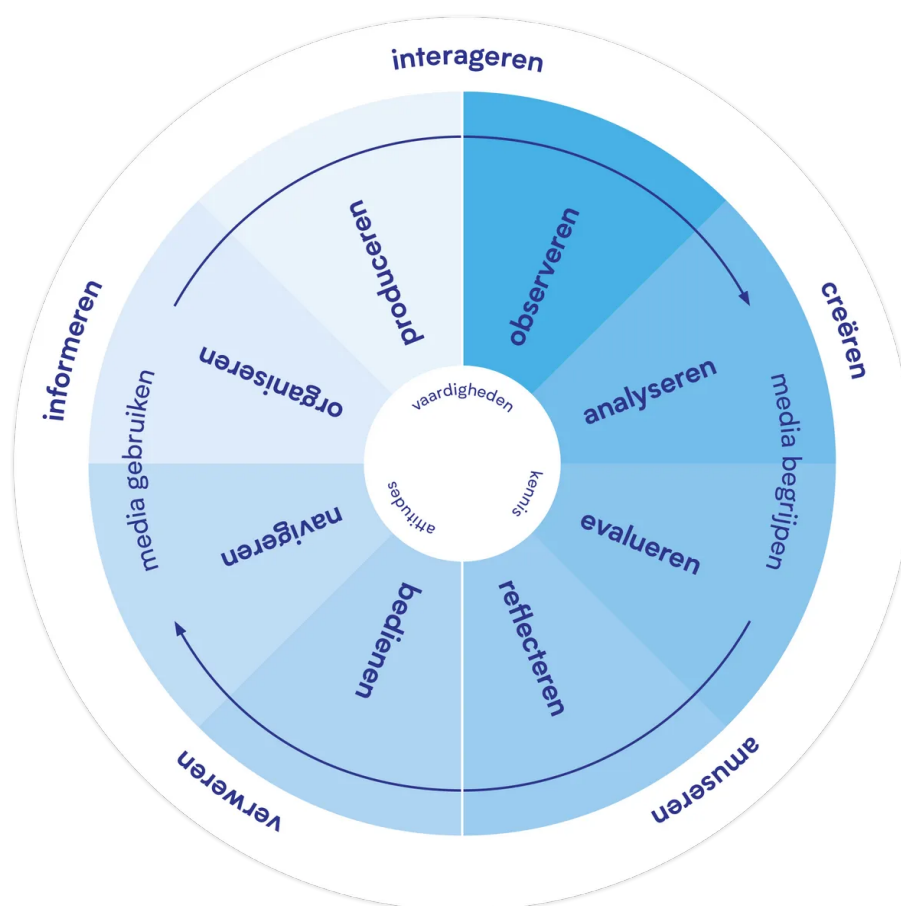 interageren
creëren
amuseren
verweren
informeren
observeren
analyseren
evalueren
reflecteren
bedienen
navigeren
organiseren
produceren
media begrijpen
media gebruiken
vaardigheden
kennis
attitudes